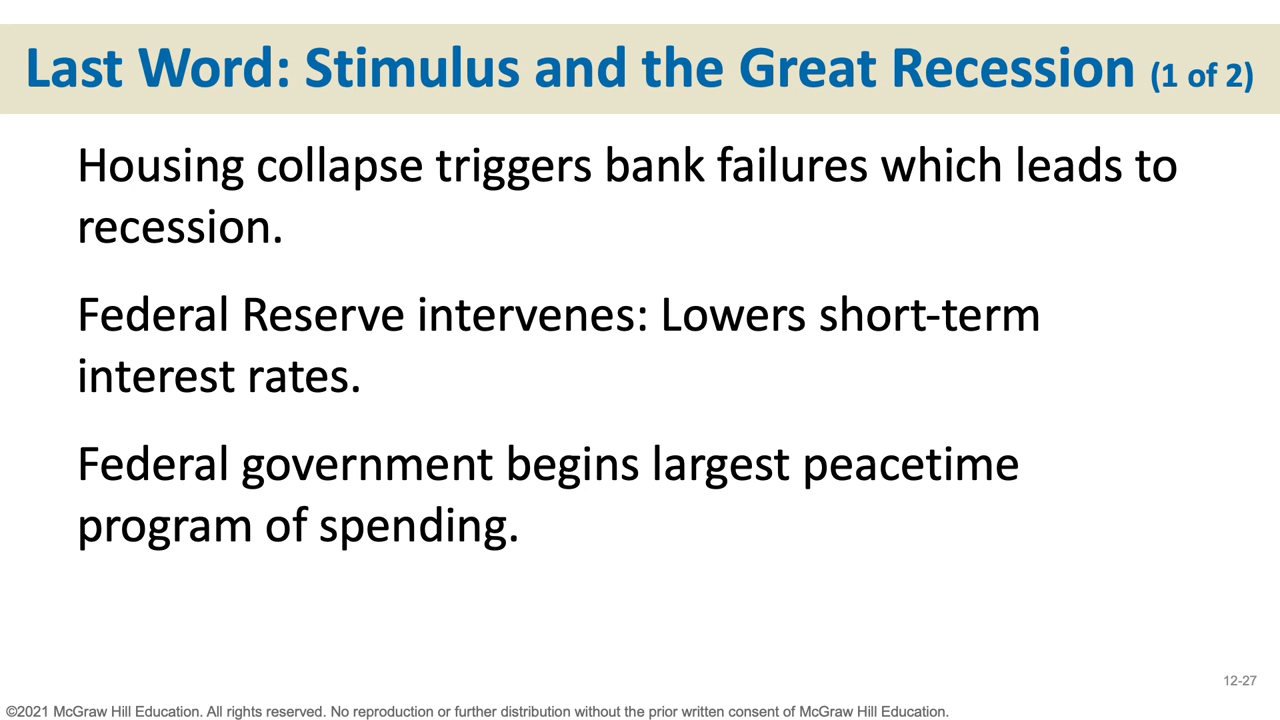 Last Word: Stimulus and the Great Recession (1 of 2)
Housing collapse triggers bank failures which leads to
recession.
Federal Reserve intervenes: Lowers short-term
interest rates.
Federal government begins largest peacetime
program of spending.
12-27
©2021 McGraw Hill Education. All rights reserved. No reproduction or further distribution without the prior written consent of McGraw Hill Education.